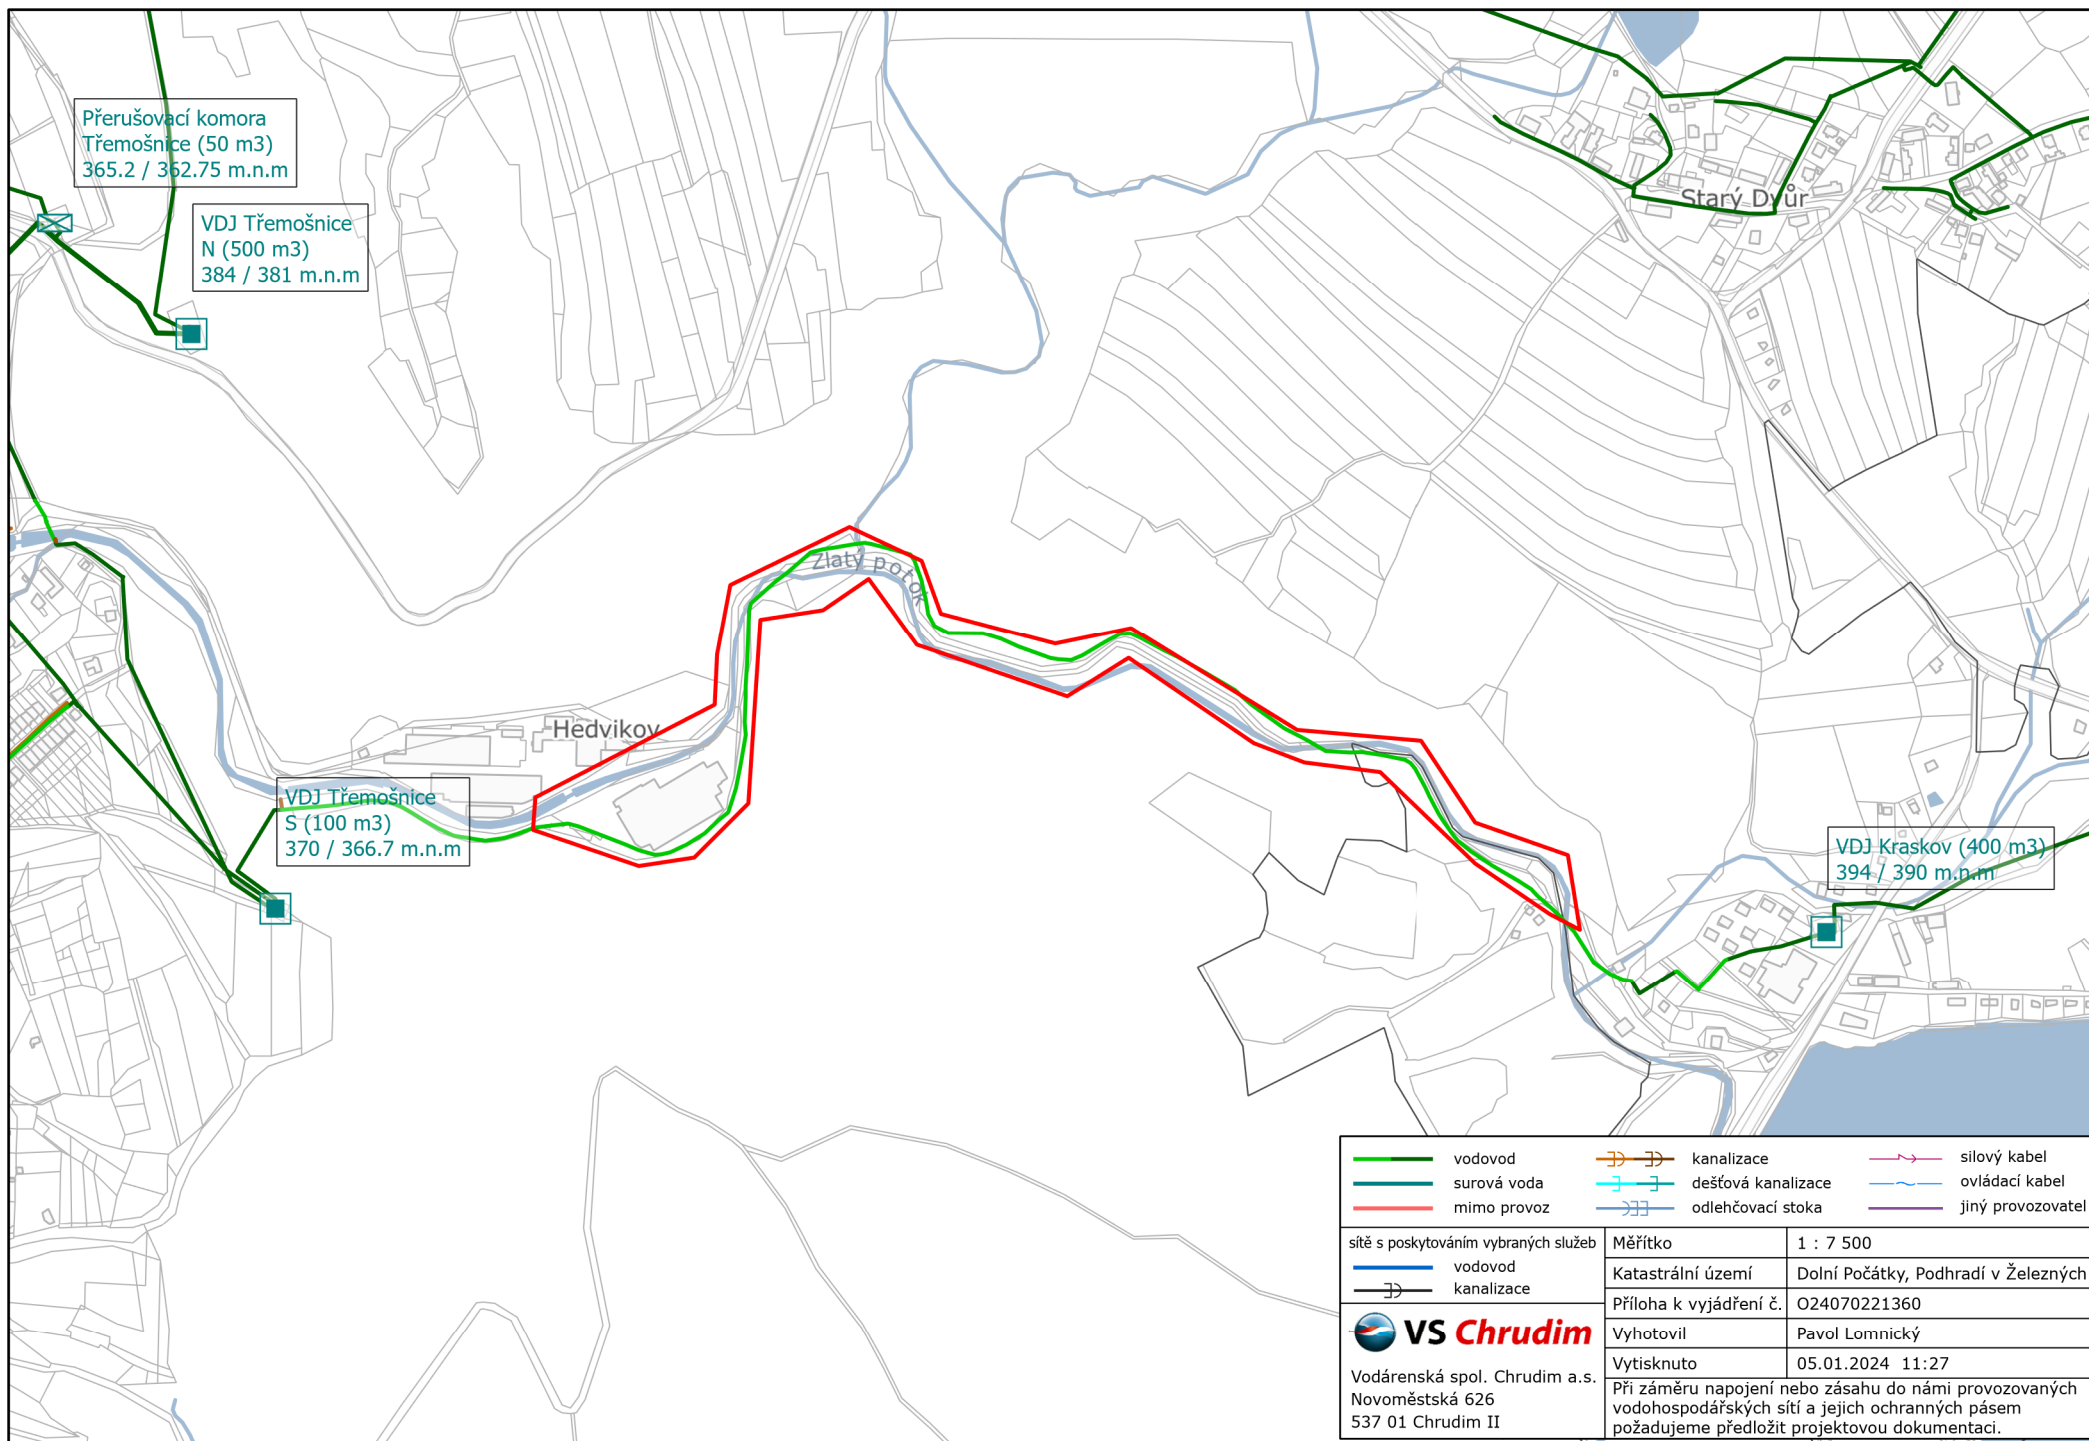 Přerušovací komora
Třemošnice (50 m3)
365.2 / 362.75 m.n.m
VDJ Třemošnice
N (500 m3)
384 / 381 m.n.m
Starý Dvůr
Zlatý potok
Hedvikov
VDJ Třemošnice
S (100 m3)
370 / 366.7 m.n.m
VDJ Kraskov (400 m3)
394 / 390 m.n.m
vodovod
surová voda
mimo provoz
kanalizace
dešťová kanalizace
odlehčovací stoka
silový kabel
ovládací kabel
jiný provozovatel
sítě s poskytováním vybraných služeb
vodovod
kanalizace
VS Chrudim
Vodárenská spol. Chrudim a.s.
Novoměstská 626
537 01 Chrudim II
Měřítko 1 : 7 500
Katastrální území Dolní Počátky, Podhradí v Železných
Příloha k vyjádření č. O24070221360
Vyhotovil Pavol Lomnický
Vytisknuto 05.01.2024 11:27
Při záměru napojení nebo zásahu do námi provozovaných
vodohospodářských sítí a jejich ochranných pásem
požadujeme předložit projektovou dokumentaci.